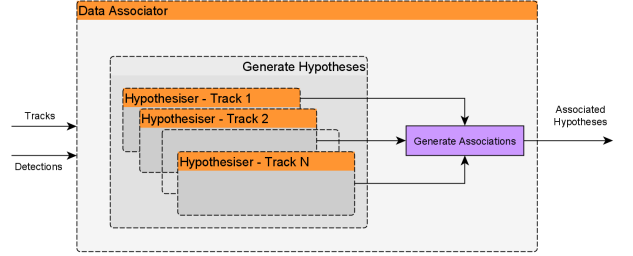 Data Associator
Generate Hypotheses
Hypothesiser - Track 1
Hypothesiser - Track 2
Hypothesiser - Track N
Tracks
Detections
Generate Associations
Associated
Hypotheses